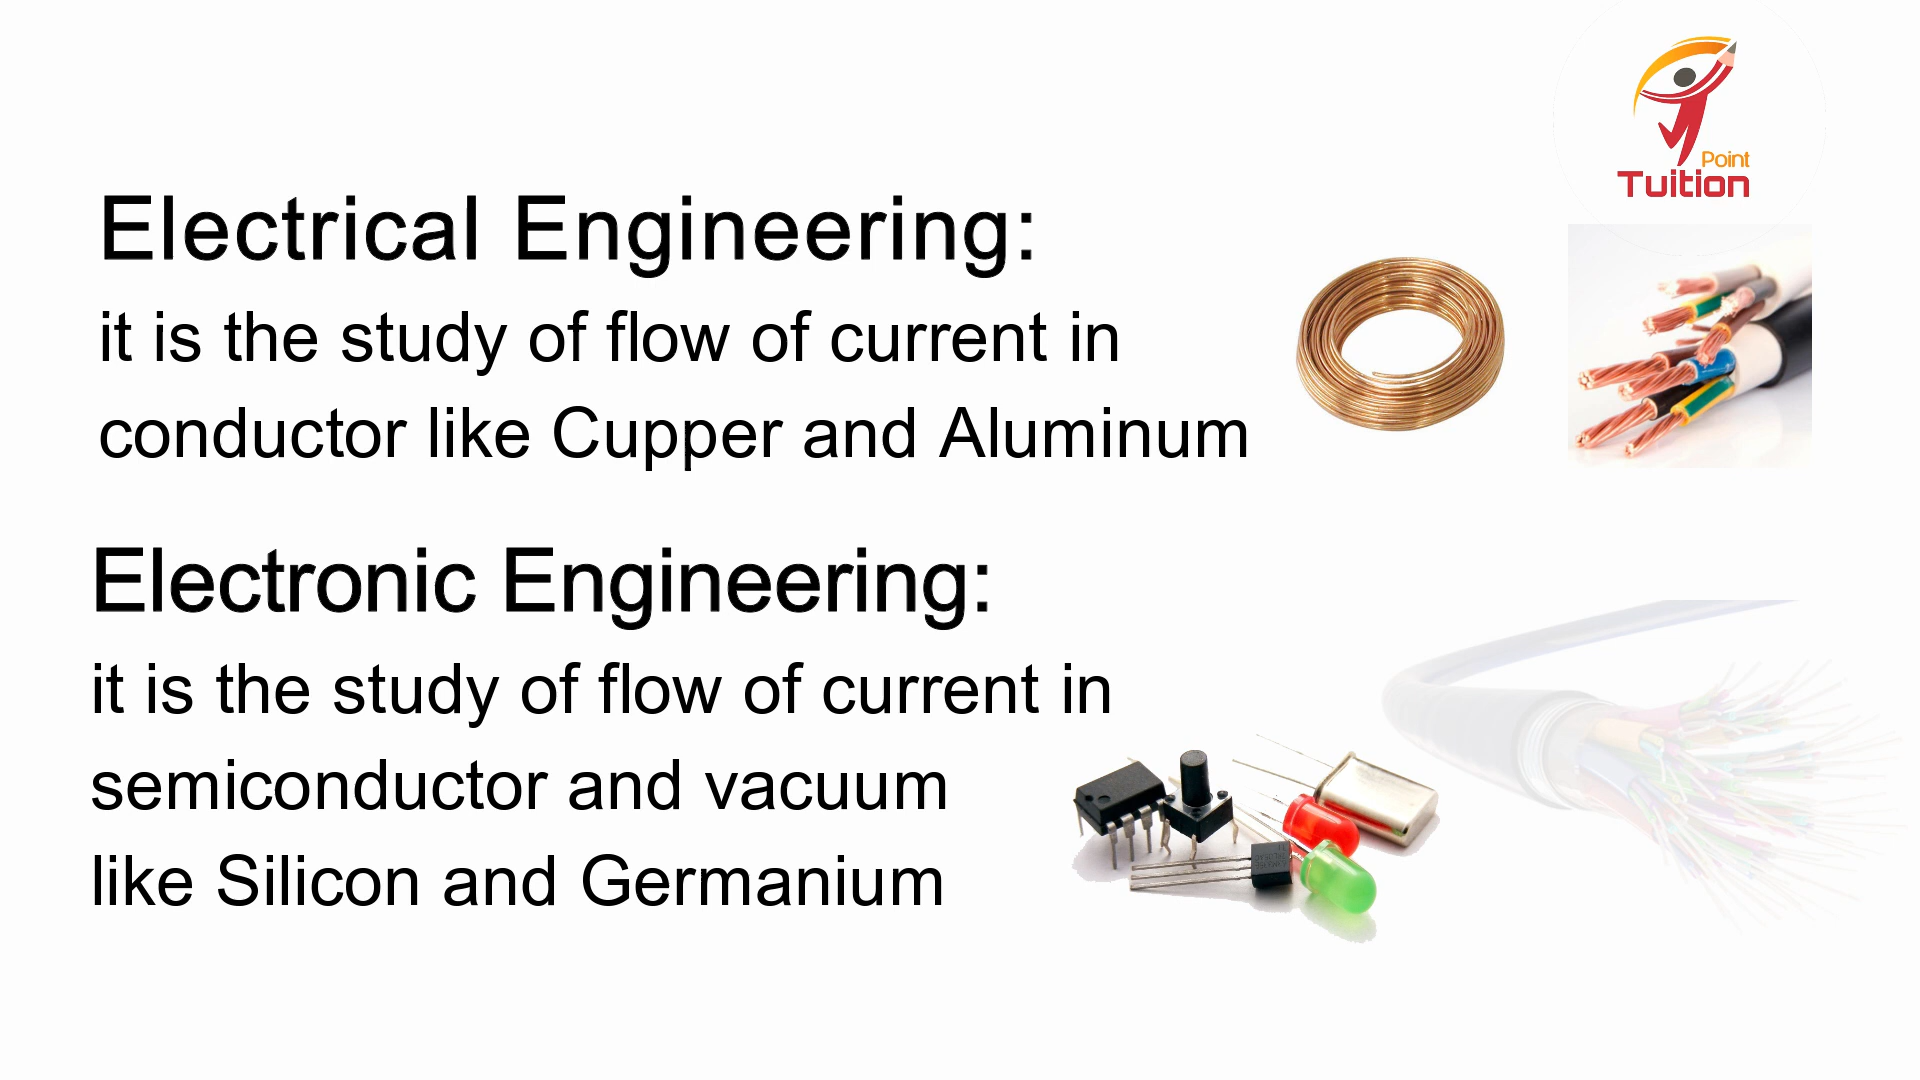 Point
Tuition
Electrical Engineering:
it is the study of flow of current in
conductor like Cupper and Aluminum
Electronic Engineering:
it is the study of flow of current in
semiconductor and vacuum
like Silicon and Germanium